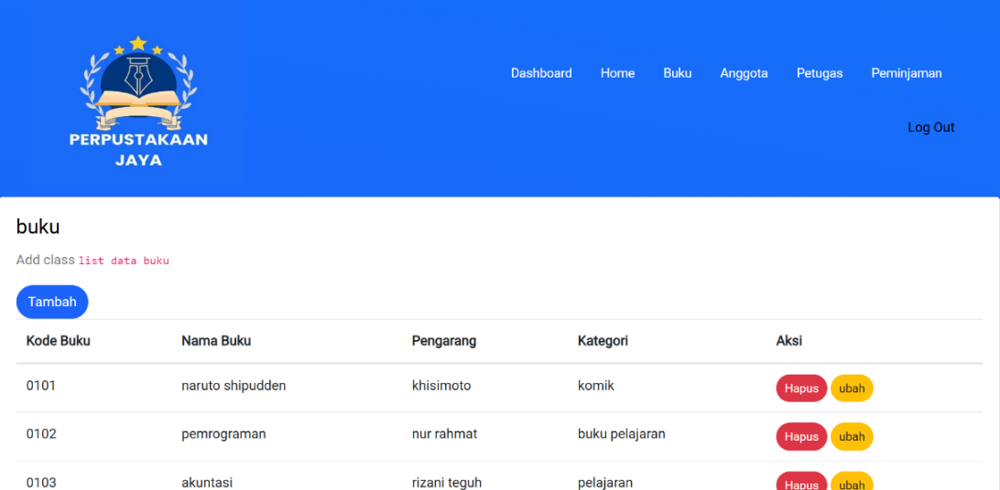 PERPUSTAKAAN
JAYA
Dashboard Home Buku Anggota Petugas Peminjaman
Log Out
buku
Add class list data buku
Tambah
Kode Buku Nama Buku Pengarang Kategori Aksi
0101 naruto shipudden khisimoto komik Hapus ubah
0102 pemrograman nur rahmat buku pelajaran Hapus ubah
0103 akuntasi rizani teguh pelajaran Hapus ubah